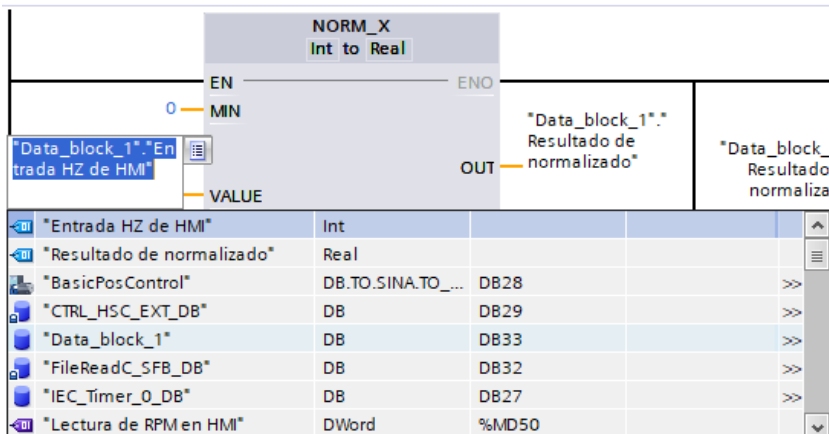 NORM_X
Int to Real
EN ENO
0 MIN
"Data_block_1"."En
trada HZ de HMI"
VALUE
OUT
"Data_block_1"."
Resultado de
normalizado"
"Data_block_
Resultado
normaliza
"Entrada HZ de HMI" Int
"Resultado de normalizado" Real
"BasicPosControl" DB.TO.SINA.TO_... DB28 >>
"CTRL_HSC_EXT_DB" DB DB29 >>
"Data_block_1" DB DB33 >>
"FileReadC_SFB_DB" DB DB32 >>
"IEC_Timer_0_DB" DB DB27 >>
"Lectura de RPM en HMI" DWord %MD50